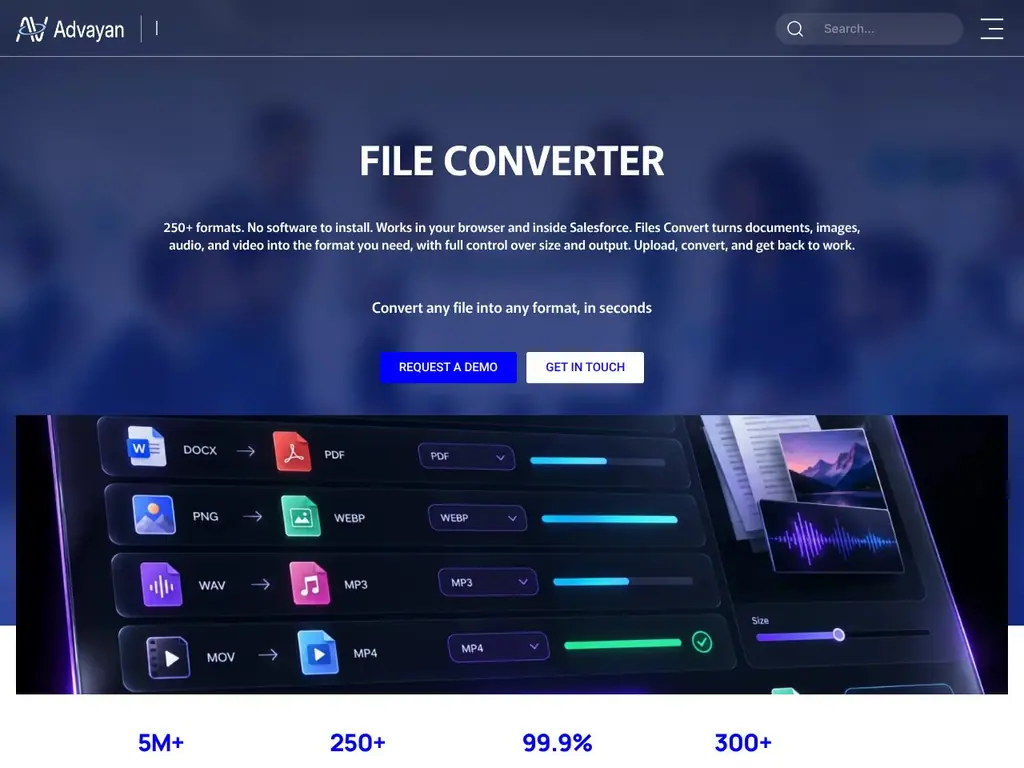 Advayan
Search...
FILE CONVERTER
250+ formats. No software to install. Works in your browser and inside Salesforce. Files Convert turns documents, images,
audio, and video into the format you need, with full control over size and output. Upload, convert, and get back to work.
Convert any file into any format, in seconds
REQUEST A DEMO
GET IN TOUCH
W DOCX → PDF PDF
PNG → WEBP WEBP
WAV → MP3 MP3
Size
MOV → MP4 MP4
5M+ 250+ 99.9% 300+